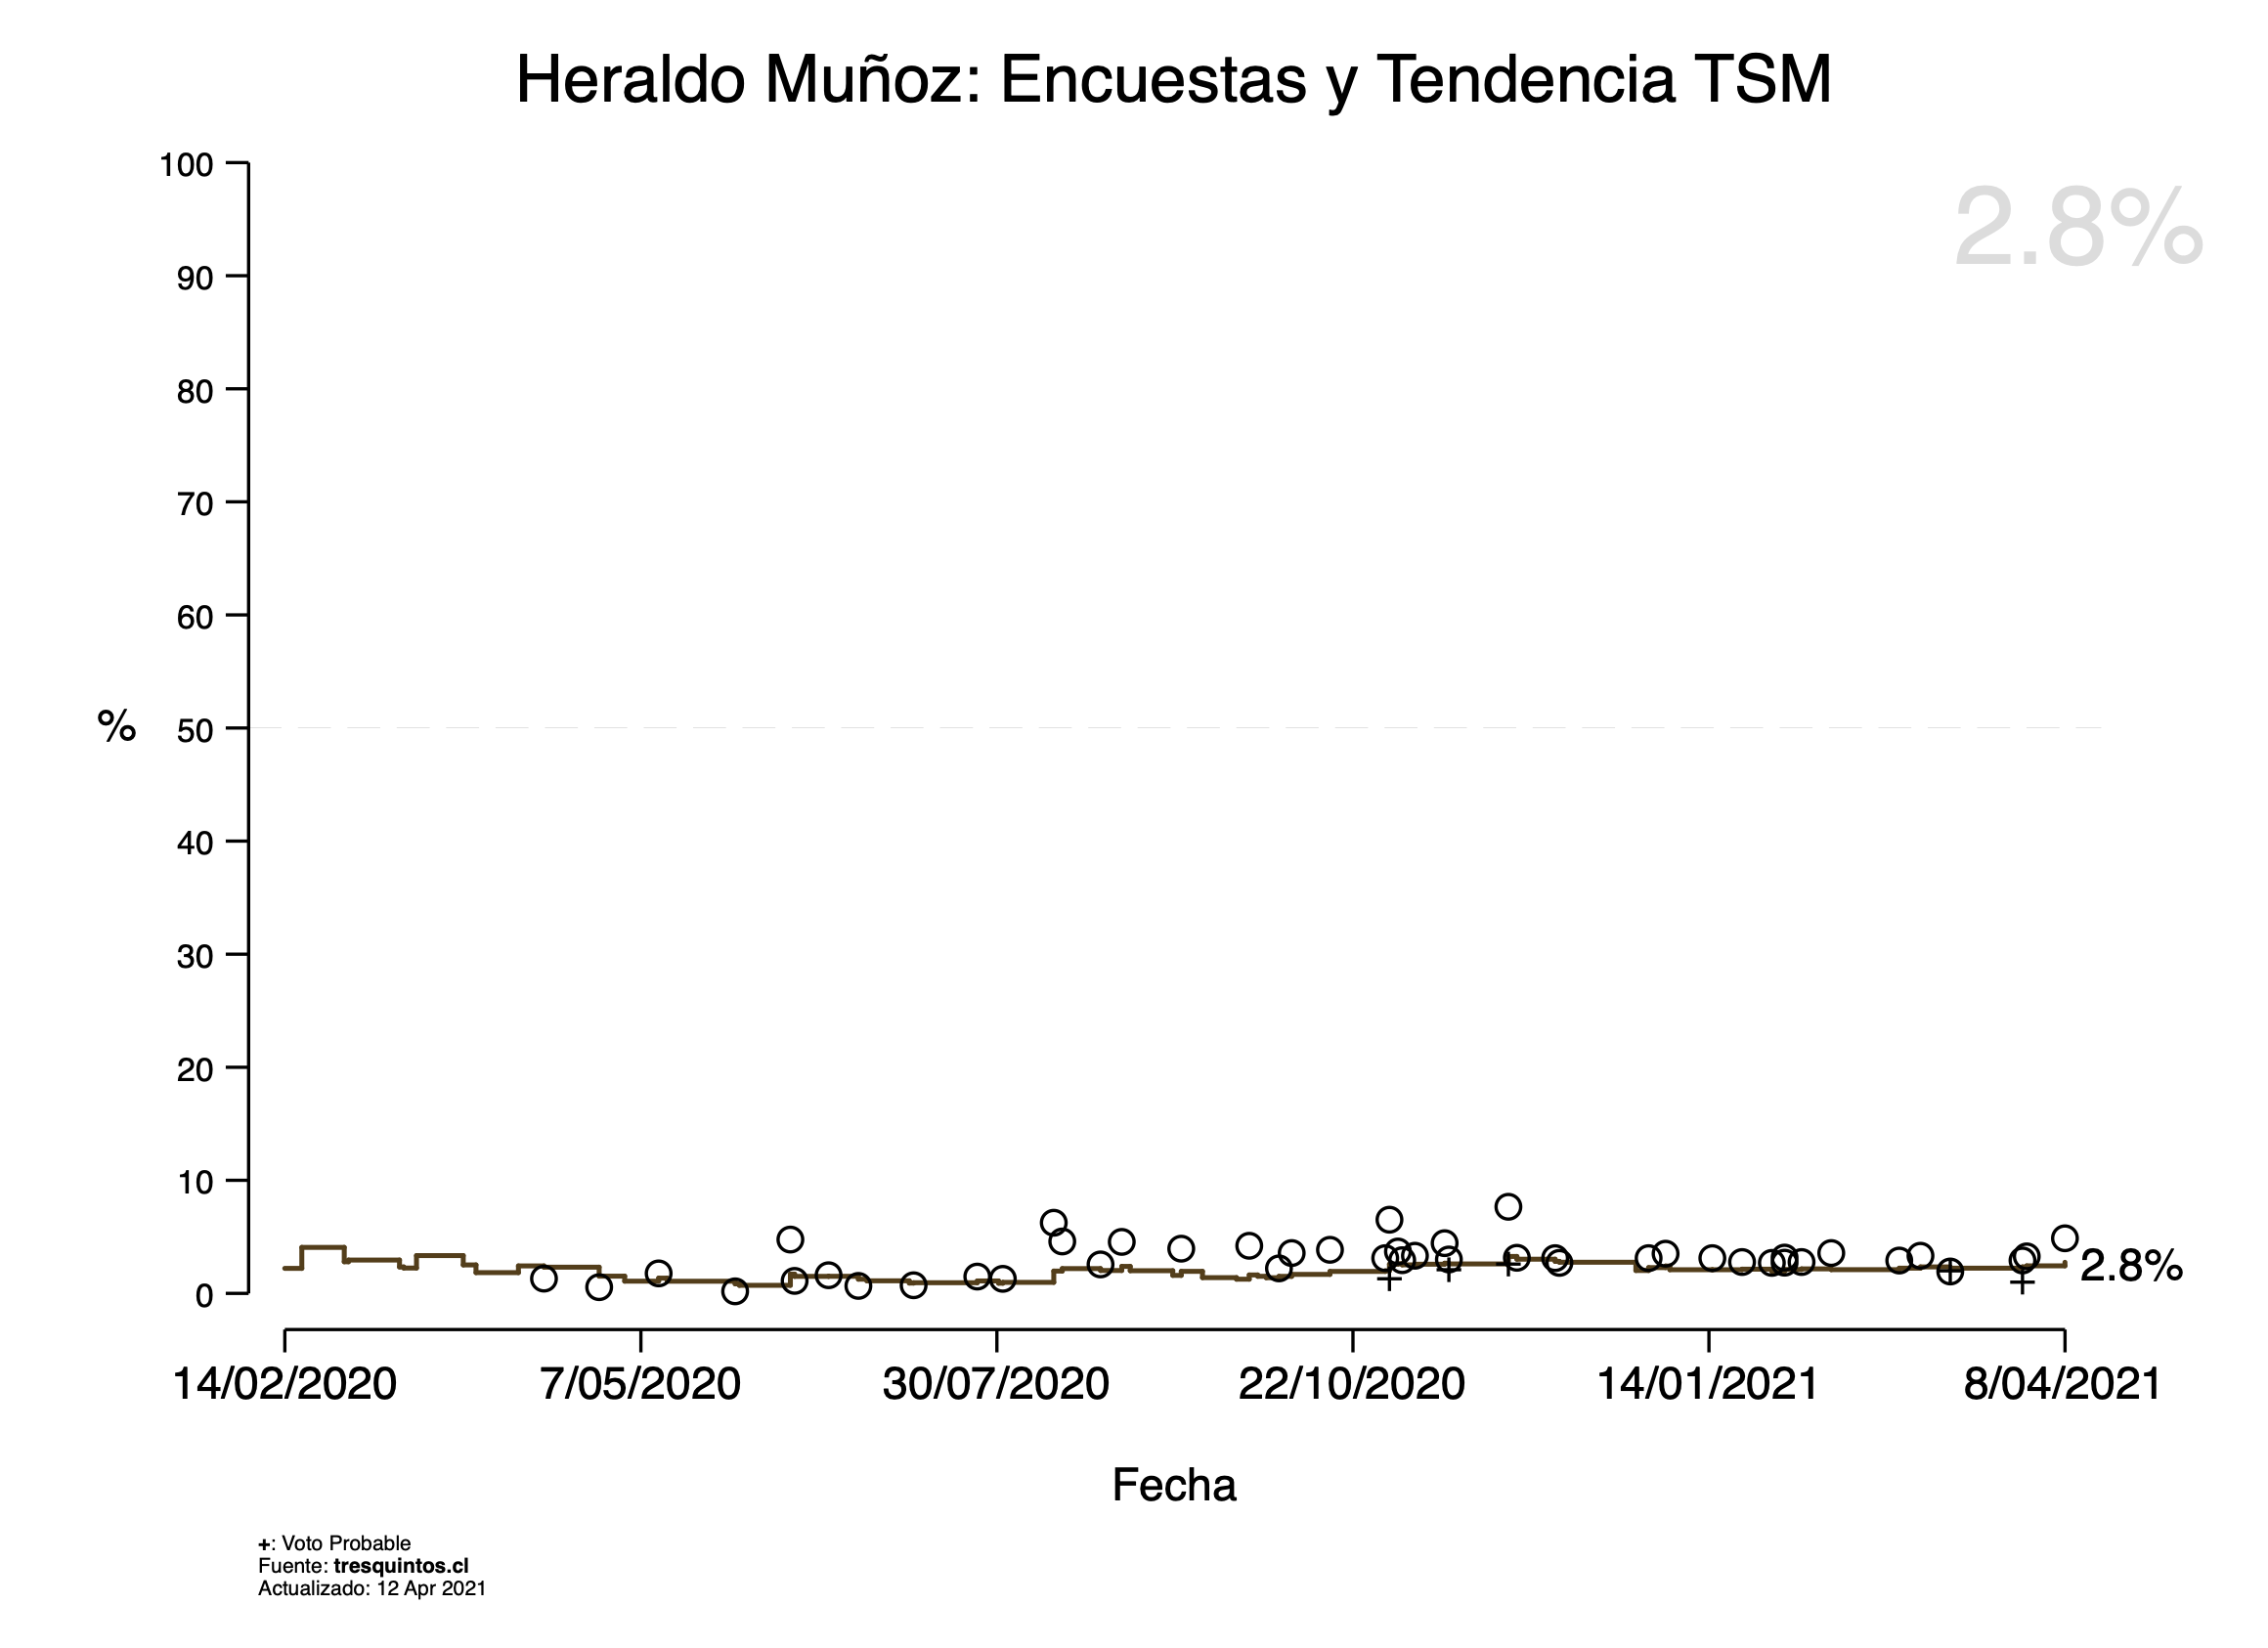 Heraldo Muñoz: Encuestas y Tendencia TSM
2.8%
100
90
80
70
60
50
40
30
20
10
0
%
2.8%
14/02/2020 7/05/2020 30/07/2020 22/10/2020 14/01/2021 8/04/2021
Fecha
+: Voto Probable
Fuente: tresquintos.cl
Actualizado: 12 Apr 2021